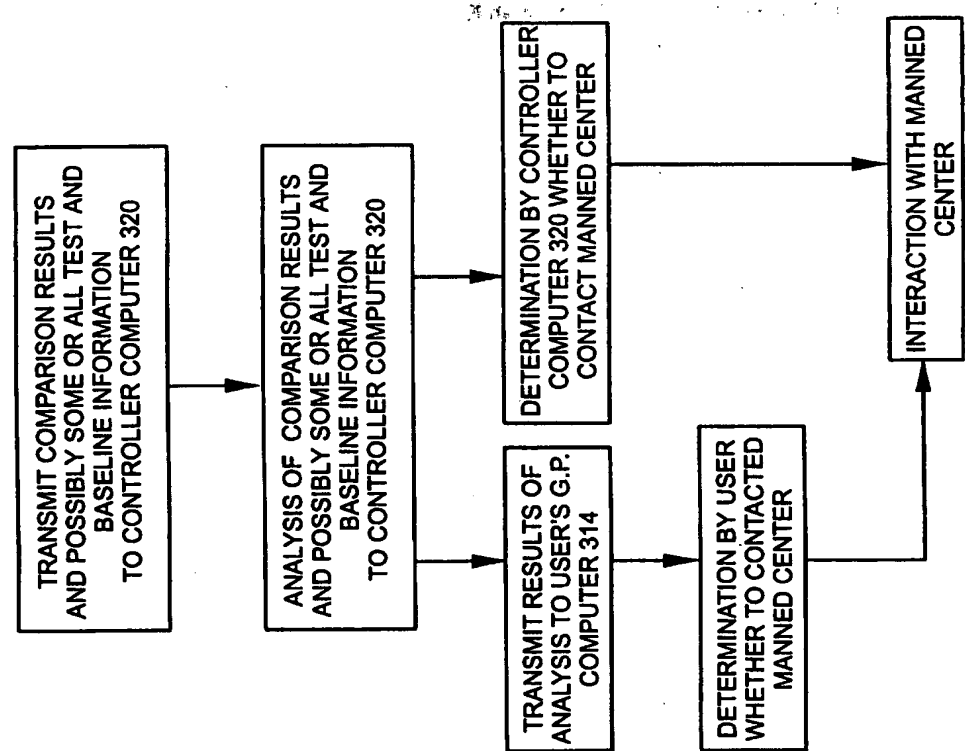 TRANSMIT COMPARISON RESULTS
AND POSSIBLY SOME OR ALL TEST AND
BASELINE INFORMATION
TO CONTROLLER COMPUTER 320
ANALYSIS OF COMPARISON RESULTS
AND POSSIBLY SOME OR ALL TEST AND
BASELINE INFORMATION
TO CONTROLLER COMPUTER 320
TRANSMIT RESULTS OF
ANALYSIS TO USER'S G.P.
COMPUTER 314
DETERMINATION BY CONTROLLER
COMPUTER 320 WHETHER TO
CONTACT MANNED CENTER
DETERMINATION BY USER
WHETHER TO CONTACTED
MANNED CENTER
INTERACTION WITH MANNED
CENTER